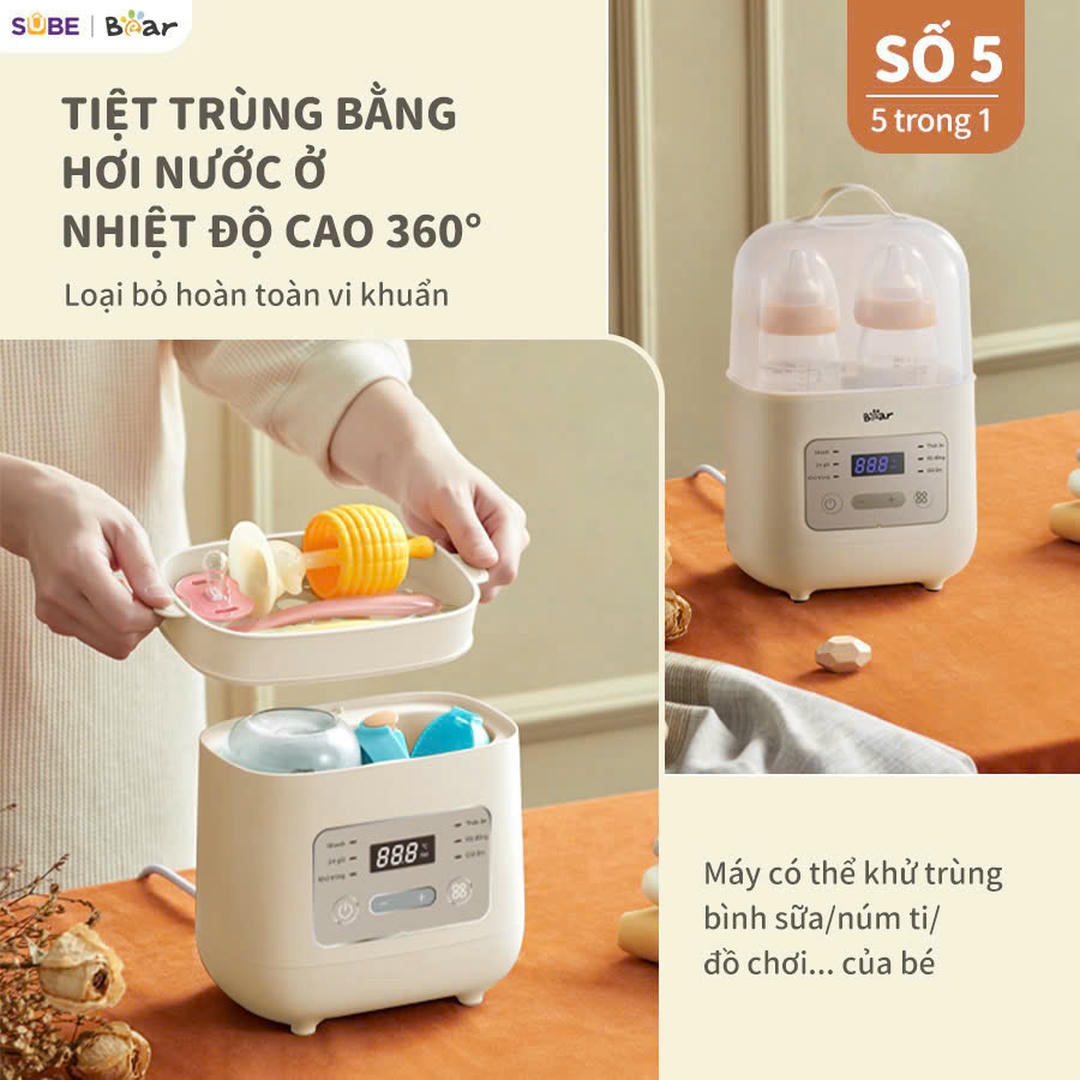 SUBE | Bear
SỐ 5
5 trong 1
TIỆT TRÙNG BẰNG
HƠI NƯỚC Ở
NHIỆT ĐỘ CAO 360°
Loại bỏ hoàn toàn vi khuẩn
Bear
888
888
Máy có thể khử trùng
bình sữa/núm ti/
đồ chơi... của bé